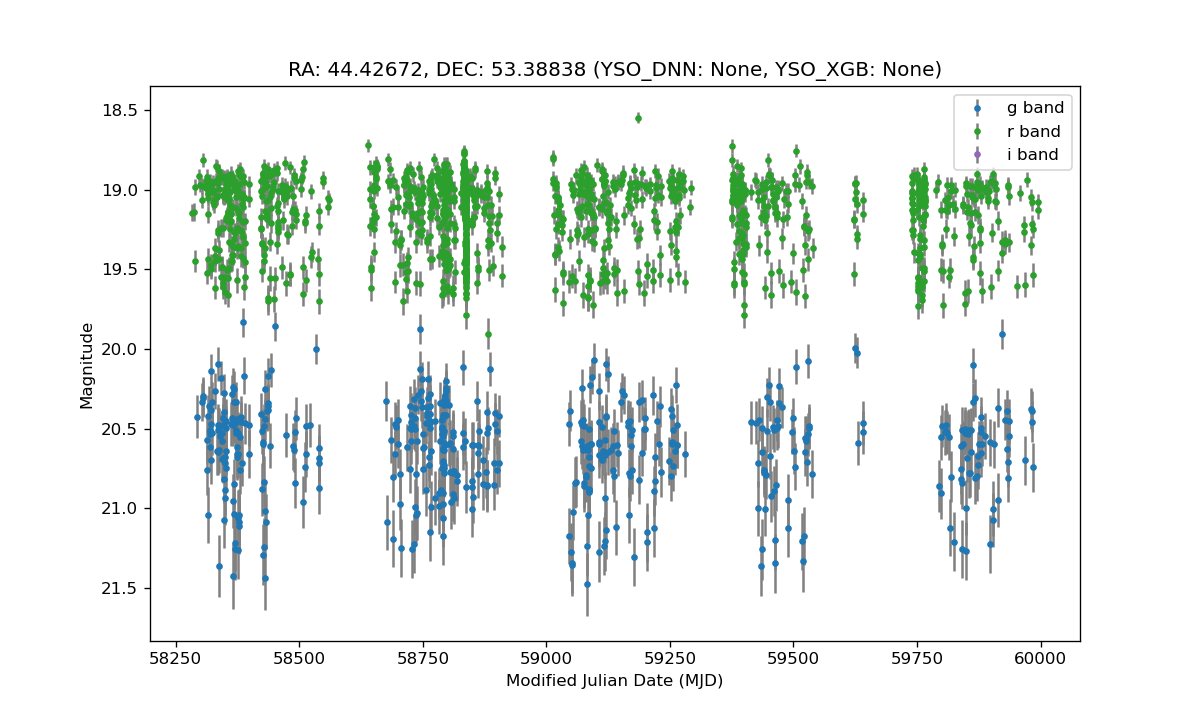 RA: 44.42672, DEC: 53.38838 (YSO_DNN: None, YSO_XGB: None)
g band
r band
i band
18.5
19.0
19.5
20.0
20.5
21.0
21.5
Magnitude
58250
58500
58750
59000
59250
59500
59750
60000
Modified Julian Date (MJD)